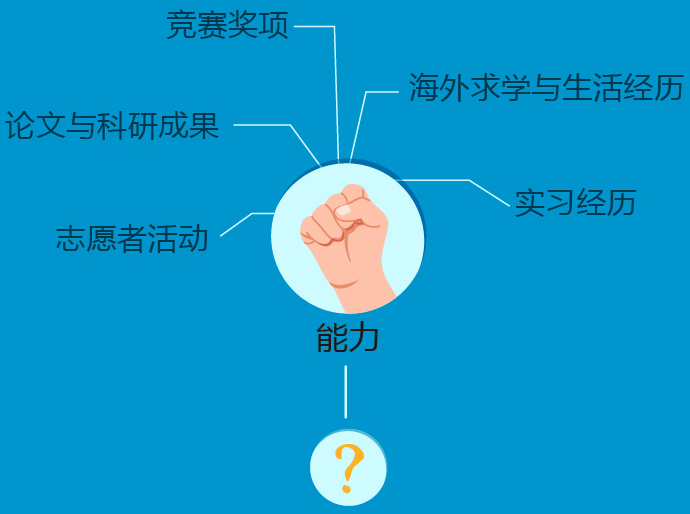 竞赛奖项
海外求学与生活经历
论文与科研成果
实习经历
志愿者活动
能力
?